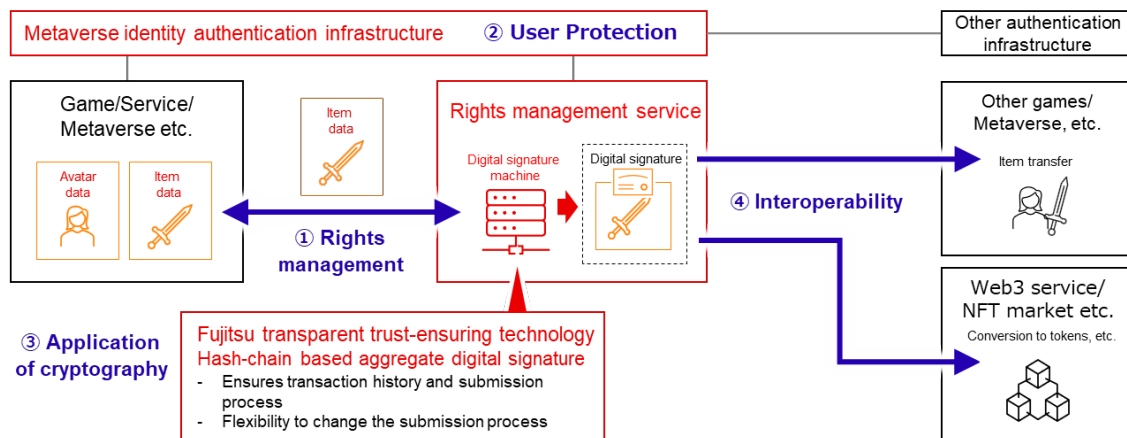 Metaverse identity authentication infrastructure
② User Protection
Other authentication
infrastructure
Game/Service/
Metaverse etc.
Avatar
data
Item
data
Item
data
① Rights
management
Rights management service
Digital signature
machine
Digital signature
④ Interoperability
Other games/
Metaverse, etc.
Item transfer
Web3 service/
NFT market etc.
Conversion to tokens, etc.
③ Application
of cryptography
Fujitsu transparent trust-ensuring technology
Hash-chain based aggregate digital signature
- Ensures transaction history and submission
process
- Flexibility to change the submission process